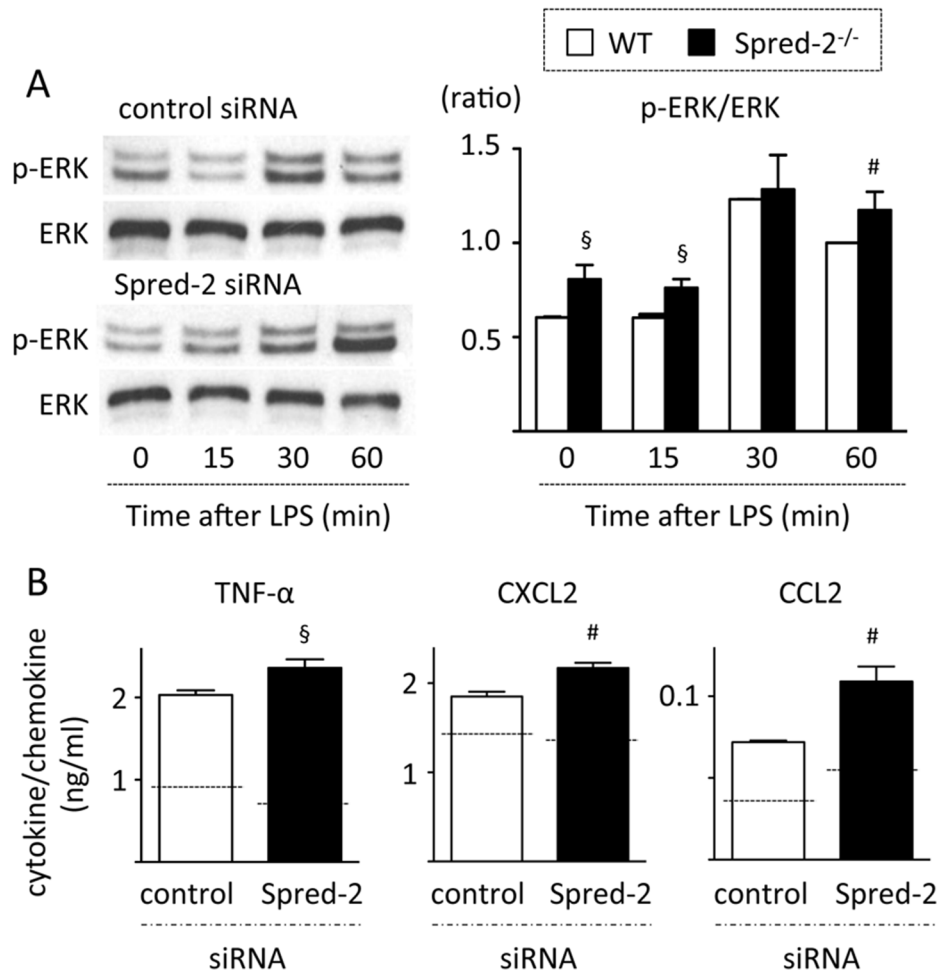 WT Spred-2-/-
A
control siRNA
p-ERK
ERK
Spred-2 siRNA
p-ERK
ERK
0 15 30 60
Time after LPS (min)
(ratio) p-ERK/ERK
1.5
1.0
0.5
§ § #
0 15 30 60
Time after LPS (min)
B
cytokine/chemokine
(ng/ml)
TNF-α
§
2
1
control Spred-2
siRNA
CXCL2
#
2
1
control Spred-2
siRNA
CCL2
#
0.1
control Spred-2
siRNA